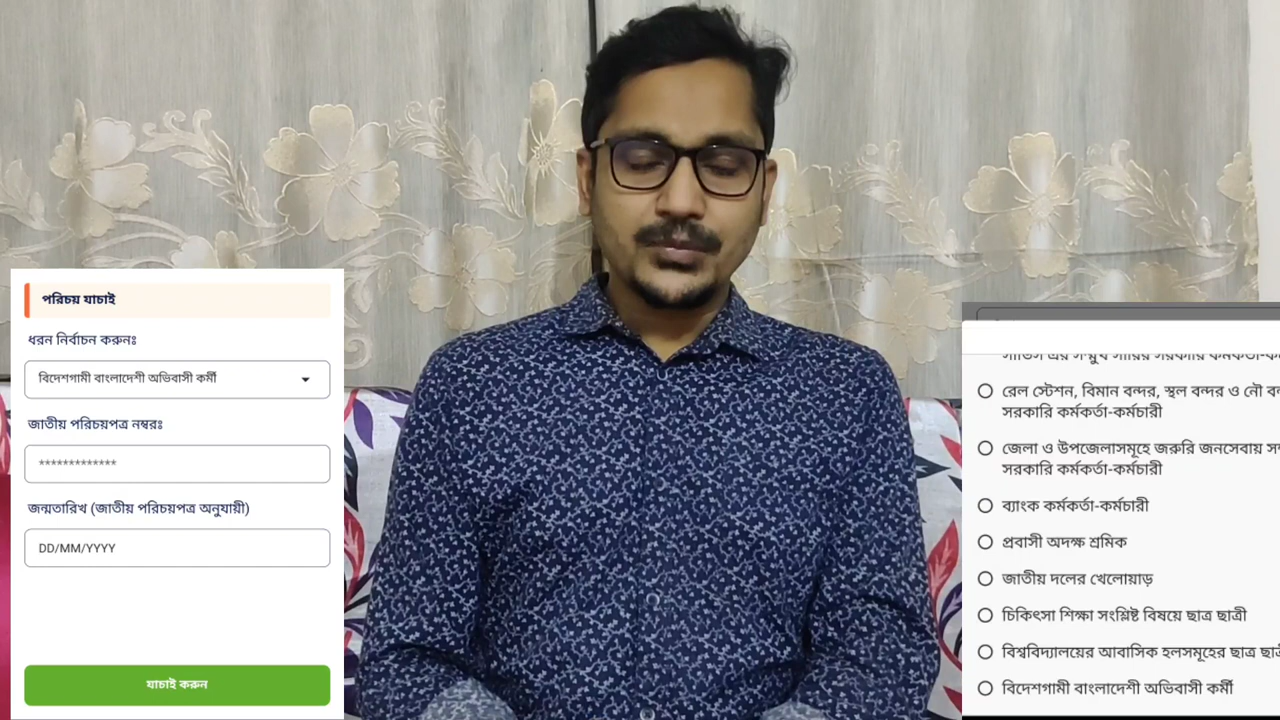 পরিচয় যাচাই
ধরন নির্বাচন করুনঃ
বিদেশগামী বাংলাদেশী অভিবাসী কর্মী
জাতীয় পরিচয়পত্র নম্বরঃ
*************
জন্মতারিখ (জাতীয় পরিচয়পত্র অনুযায়ী)
DD/MM/YYYY
যাচাই করুন
রেল স্টেশন, বিমান বন্দর, স্থল বন্দর ও নৌ
সরকারি কর্মকর্তা-কর্মচারী
জেলা ও উপজেলাসমূহে জরুরি জনসেবায়
সরকারি কর্মকর্তা-কর্মচারী
ব্যাংক কর্মকর্তা-কর্মচারী
প্রবাসী অদক্ষ শ্রমিক
জাতীয় দলের খেলোয়াড়
চিকিৎসা শিক্ষা সংশ্লিষ্ট বিষয়ে ছাত্র ছাত্রী
বিশ্ববিদ্যালয়ের আবাসিক হলসমূহের ছাত্র
বিদেশগামী বাংলাদেশী অভিবাসী কর্মী